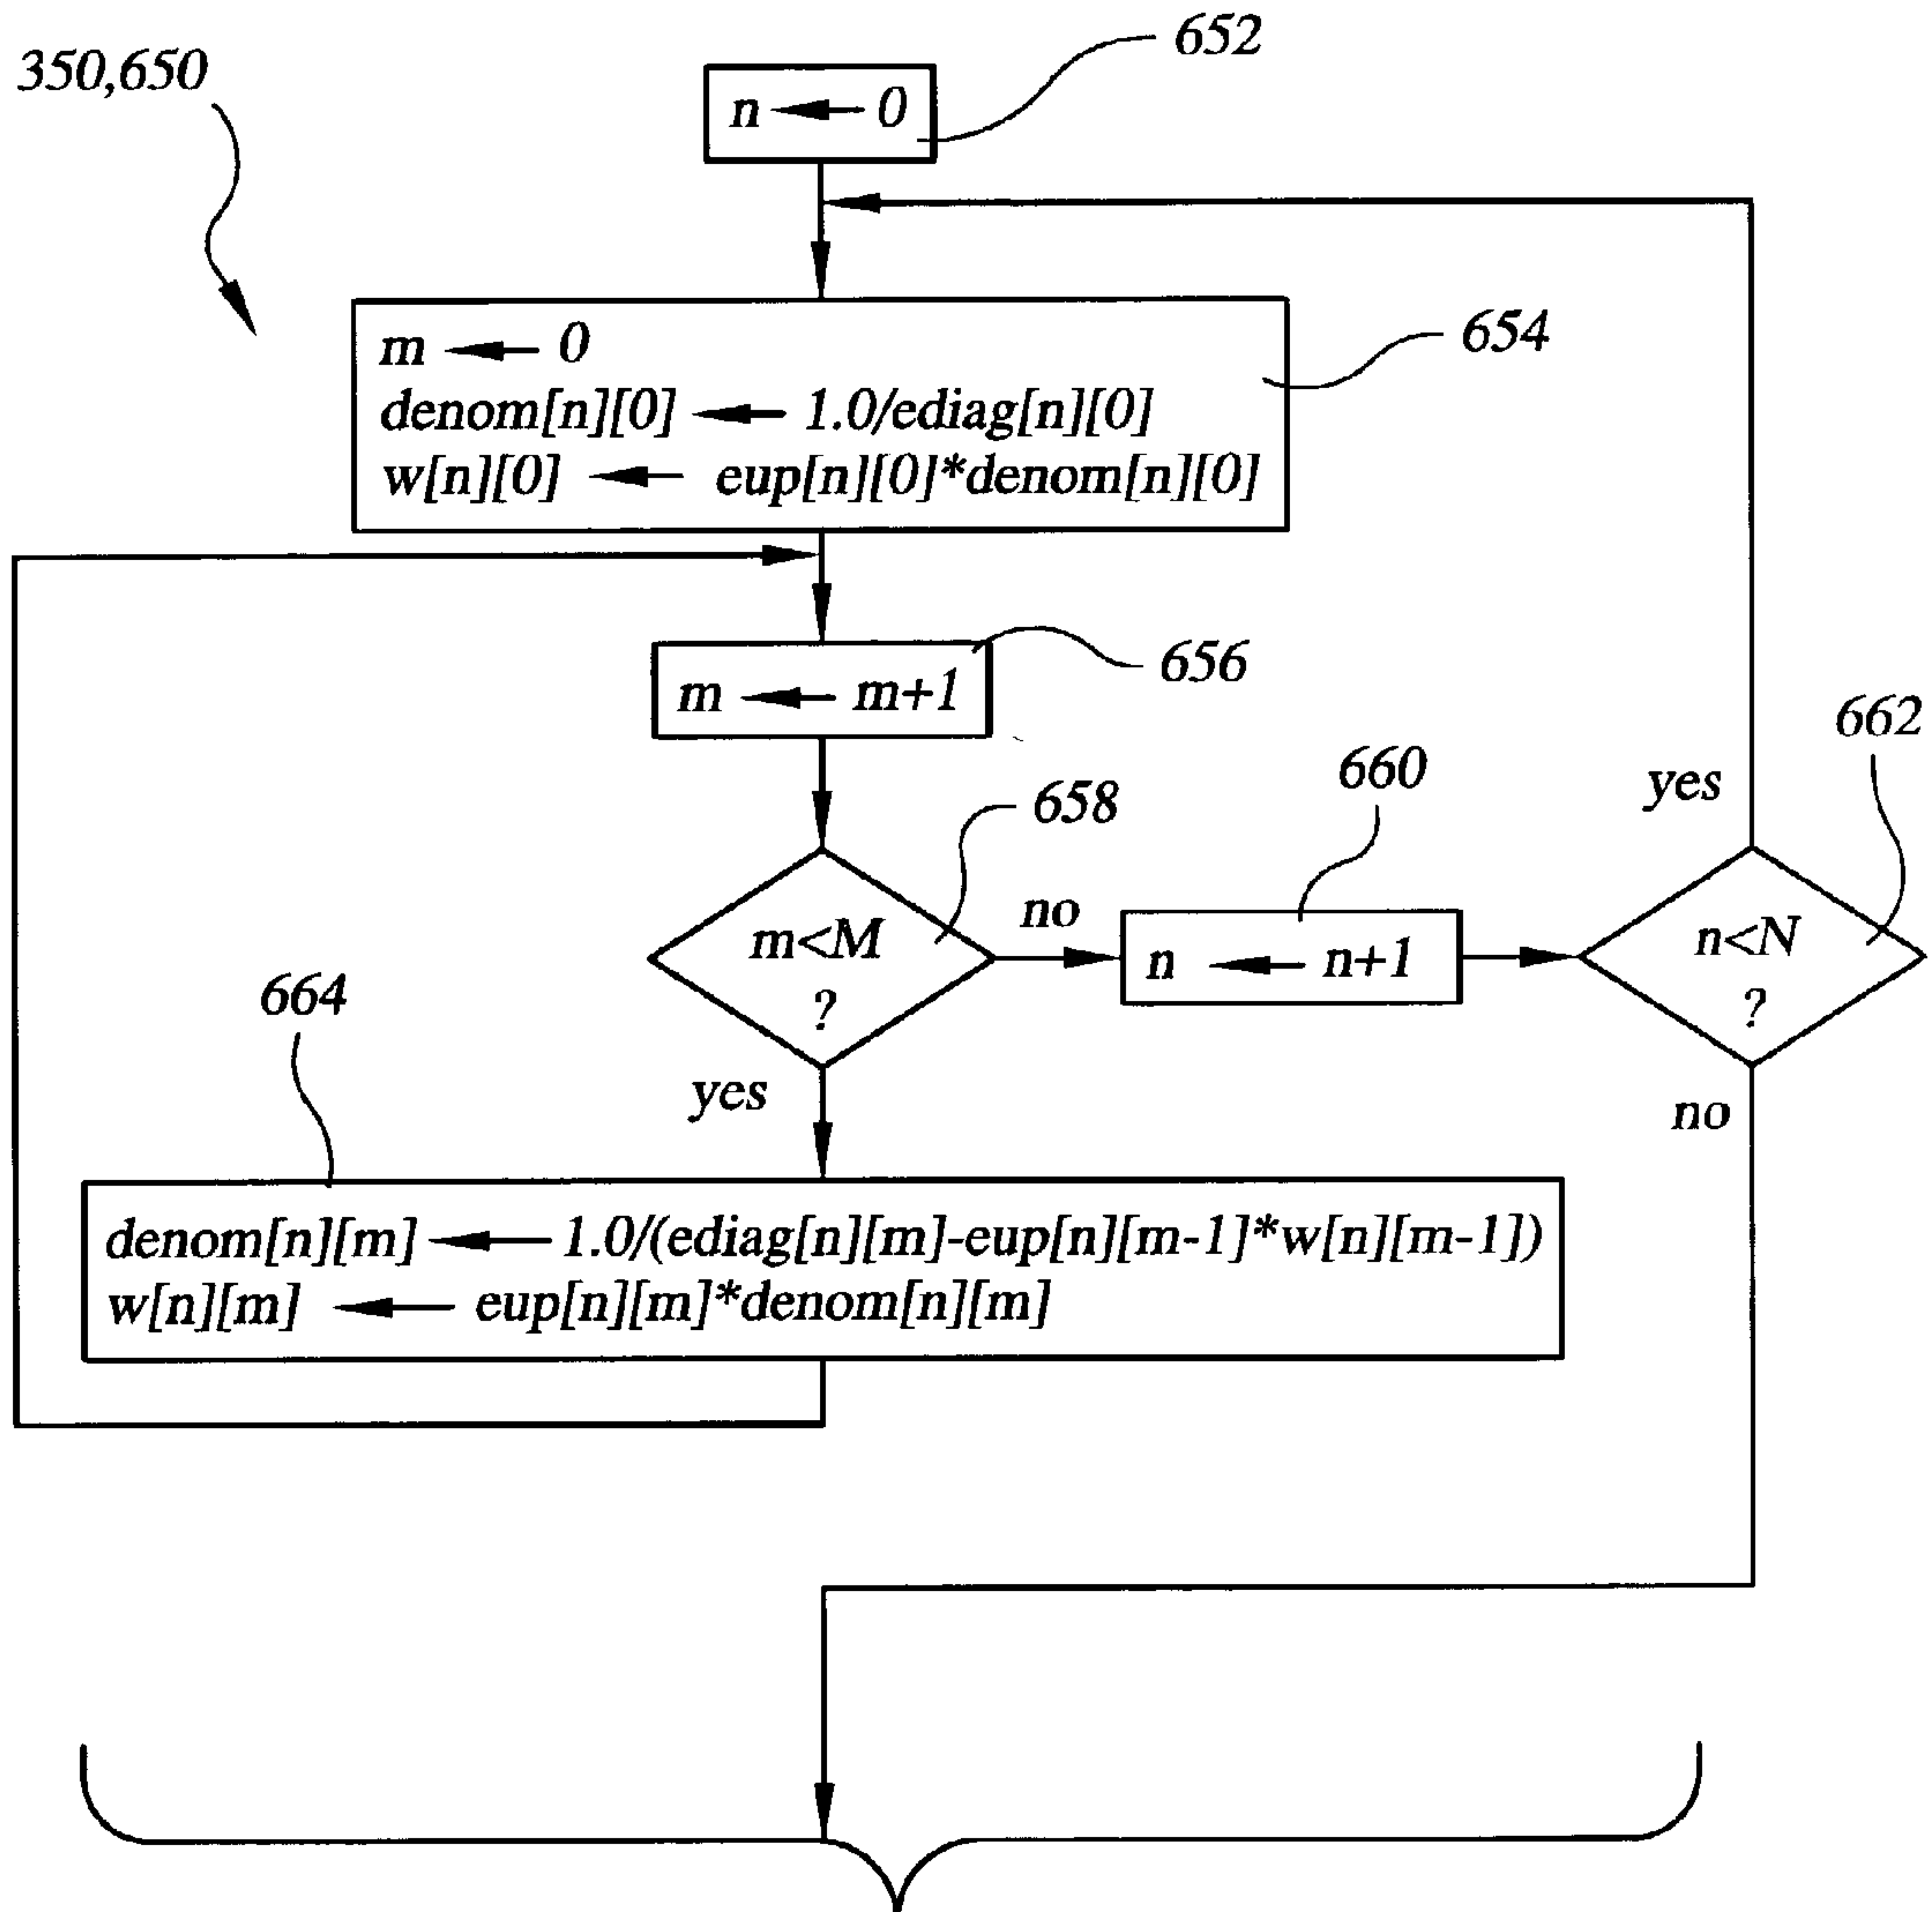 350,650
652
n ← 0
654
m ← 0
denom[n][0] ← 1.0/ediag[n][0]
w[n][0] ← eup[n][0]*denom[n][0]
656
m ← m+1
662
660
yes
658
m<M
?
no
n ← n+1
n<N
?
664
yes
no
denom[n][m] ← 1.0/(ediag[n][m]-eup[n][m-1]*w[n][m-1])
w[n][m] ← eup[n][m]*denom[n][m]